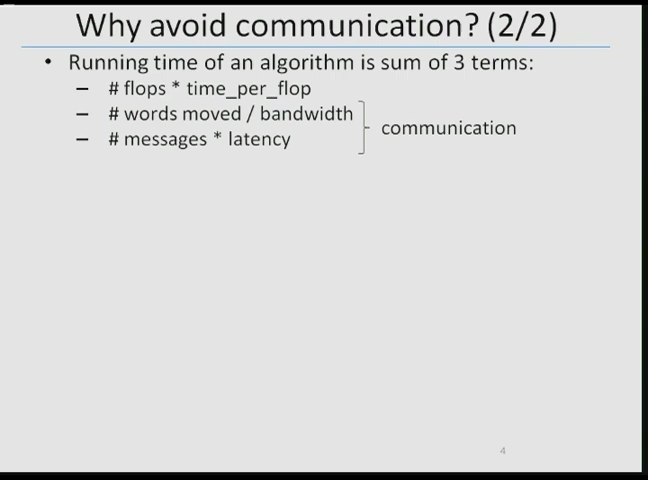 Why avoid communication? (2/2)
• Running time of an algorithm is sum of 3 terms:
– # flops * time_per_flop
– # words moved / bandwidth
communication
– # messages * latency
4